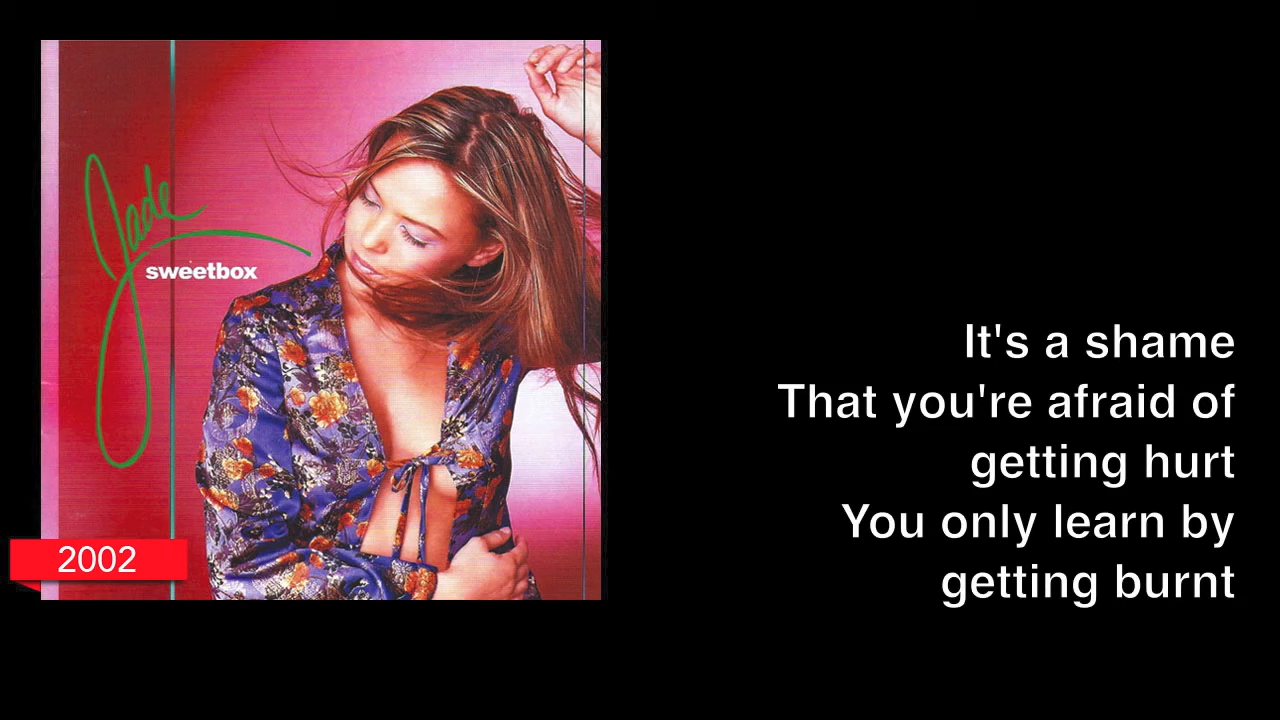 Jade
sweetbox
2002
It's a shame
That you're afraid of
getting hurt
You only learn by
getting burnt